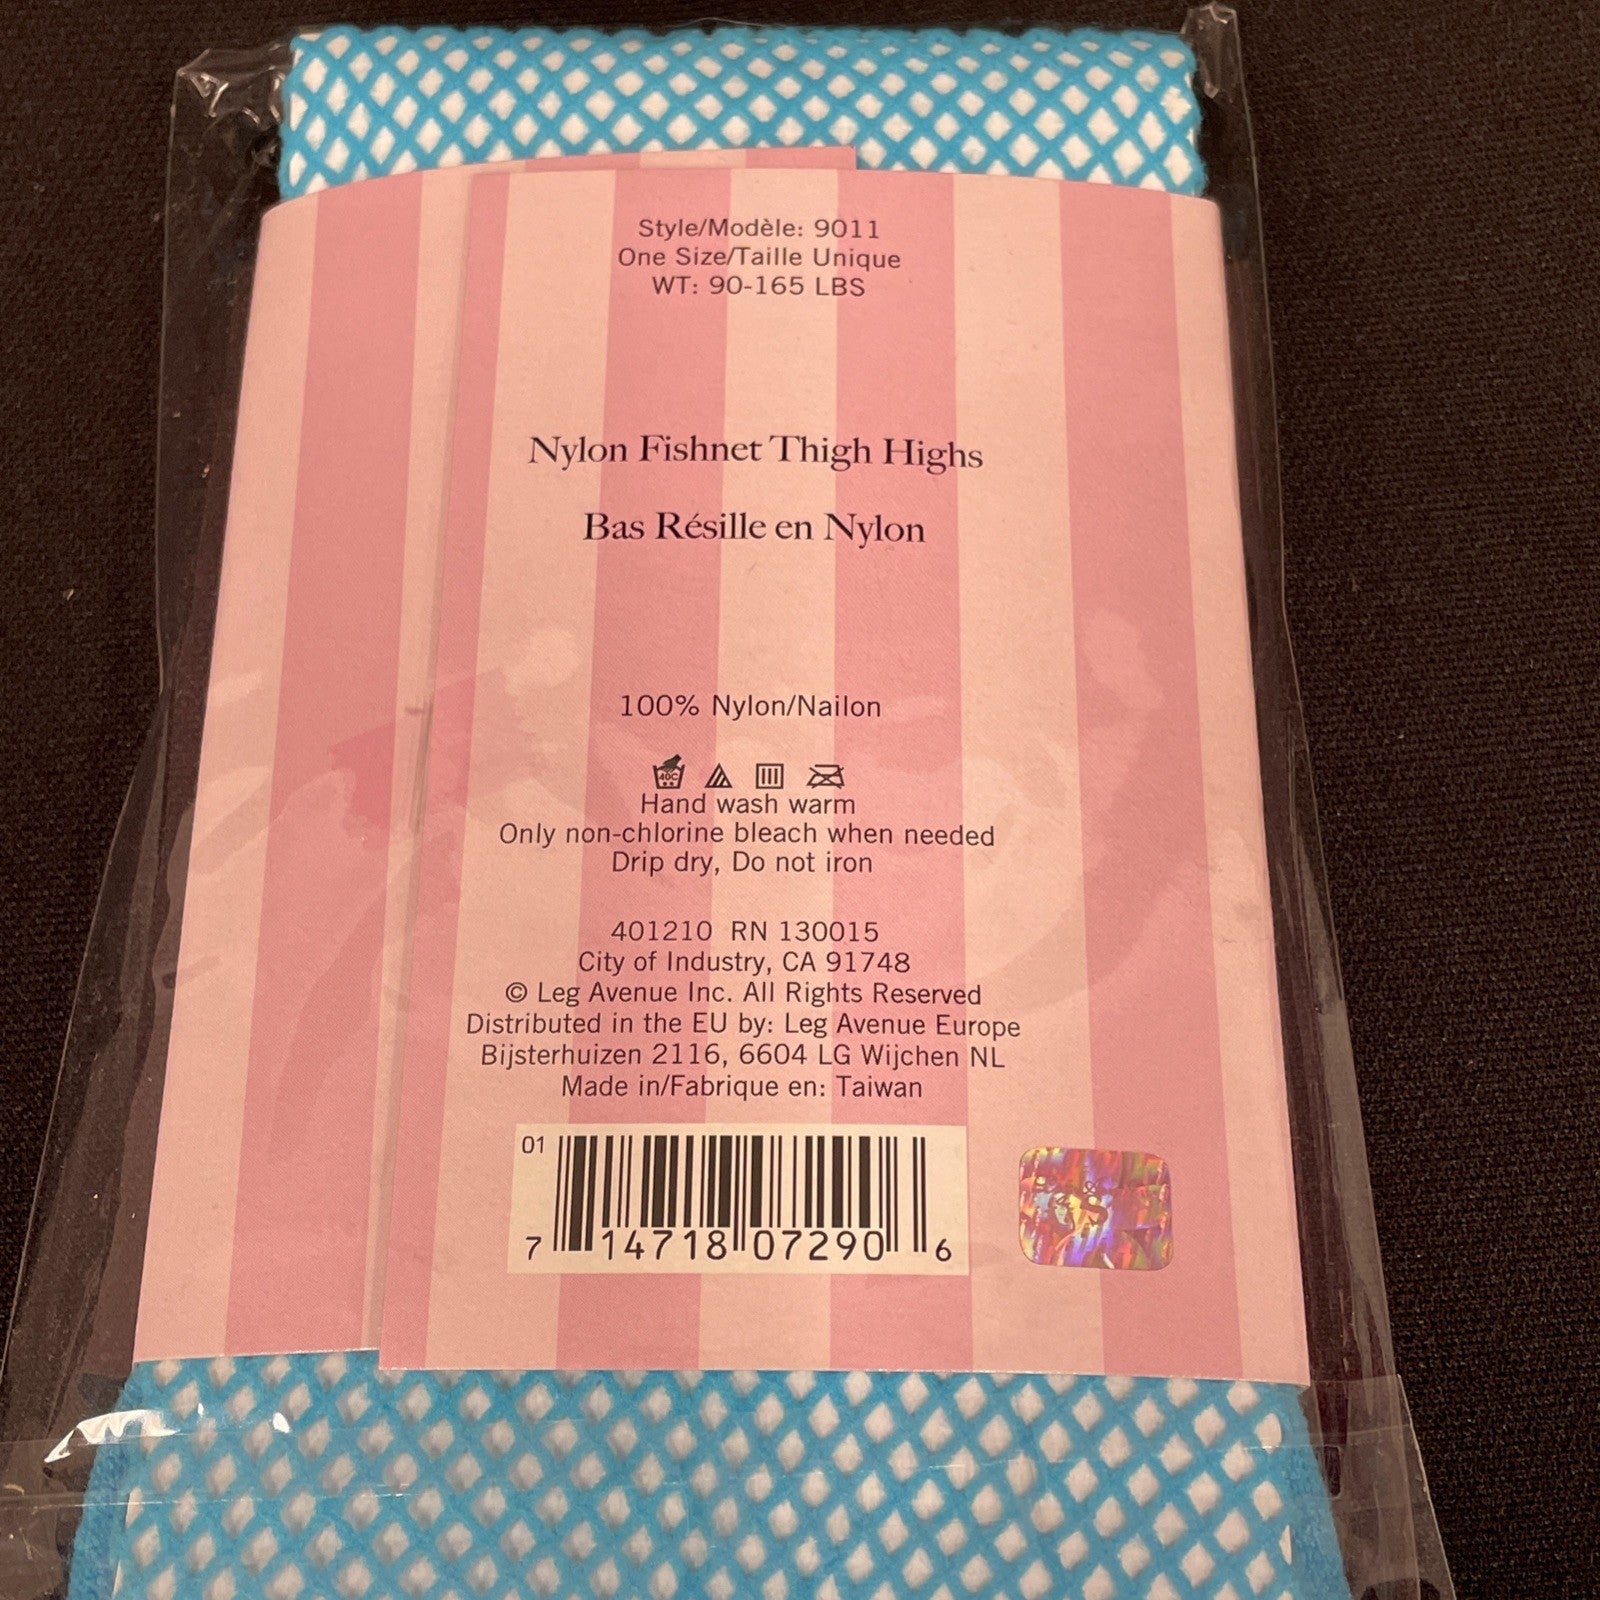 Style/Modèle: 9011
One Size/Taille Unique
WT: 90-165 LBS
Nylon Fishnet Thigh Highs
Bas Résille en Nylon
100% Nylon/Nailon
40C
Hand wash warm
Only non-chlorine bleach when needed
Drip dry, Do not iron
401210 RN 130015
City of Industry, CA 91748
© Leg Avenue Inc. All Rights Reserved
Distributed in the EU by: Leg Avenue Europe
Bijsterhuizen 2116, 6604 LG Wijchen NL
Made in/Fabrique en: Taiwan
01
7 14718 07290 6